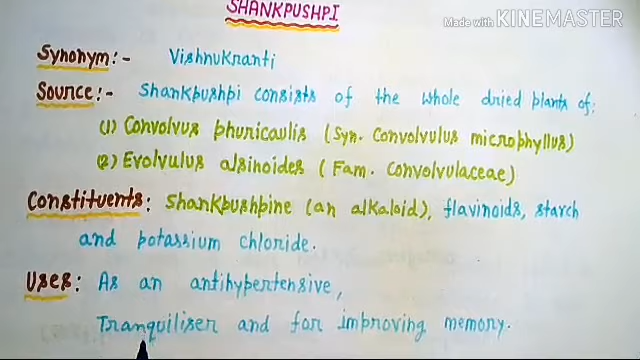 SHANKPUSHPI
Made with KINEMASTER
Synonym:- Vishnukranti
Source:- Shankpushpi consists of the whole dried plants of:
(1) Convolvus phuricaulis (Syn. Convolvulus microphyllus)
(2) Evolvulus alsinoides (Fam. Convolvulaceae)
Constituents: Shankpushpine (an alkaloid), flavinoids, starch
and potassium chloride.
Uses: As an antihypertensive,
Tranquiliser and for improving memory.